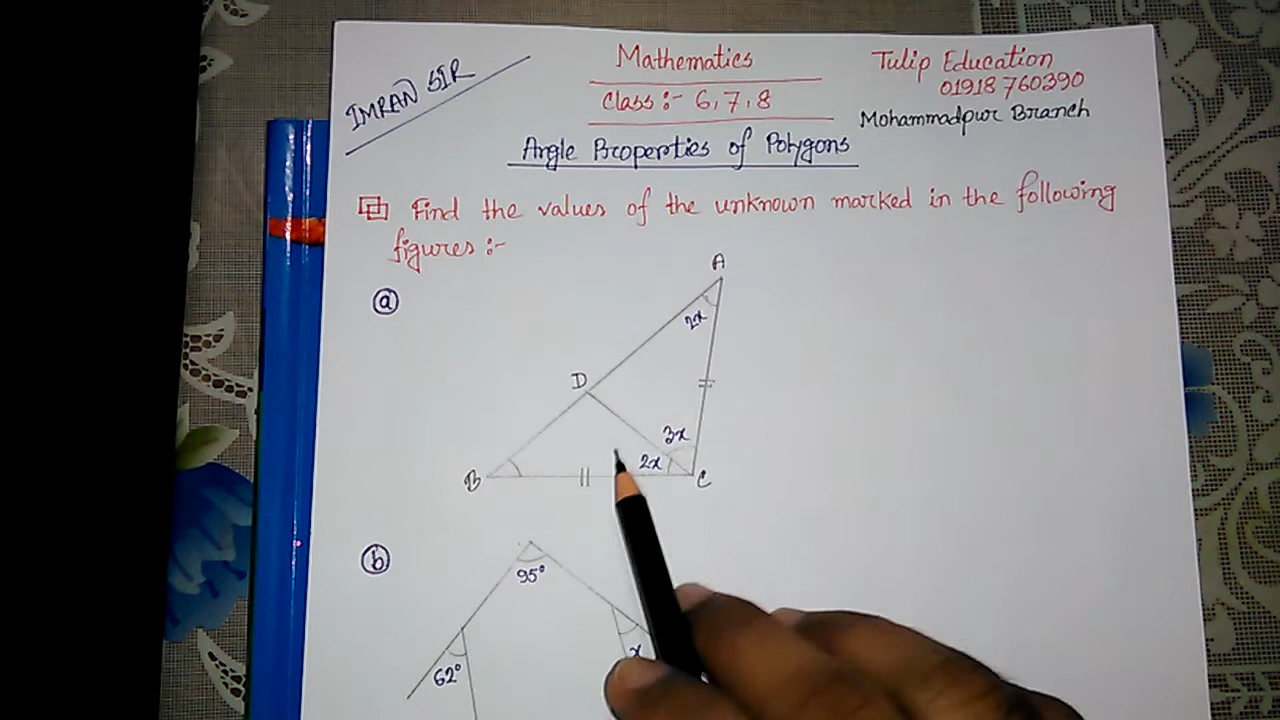 IMRAN SIR
Mathematics
Class :- 6, 7, 8
Tulip Education
01918 760390
Mohammadpur Branch
Angle Properties of Polygons
Find the values of the unknown marked in the following
figures :-
a
A
2x
D
3x
2x
B
C
b
95°
62°
x